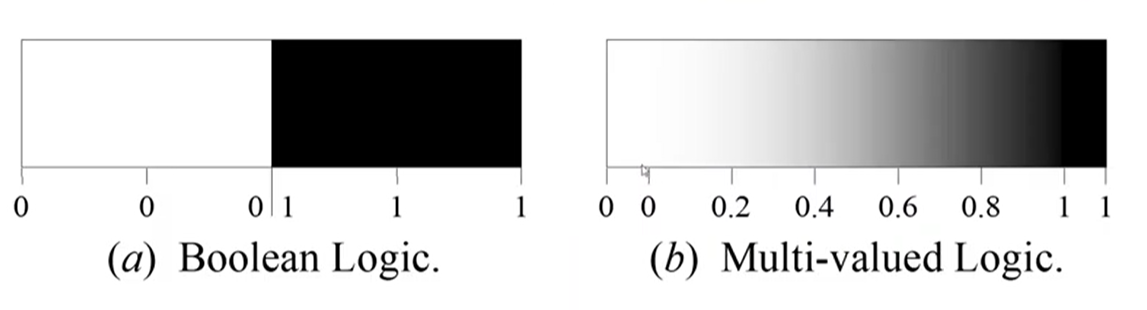 0 0 0 1 1 1
0 0 0.2 0.4 0.6 0.8 1 1
(a) Boolean Logic.
(b) Multi-valued Logic.